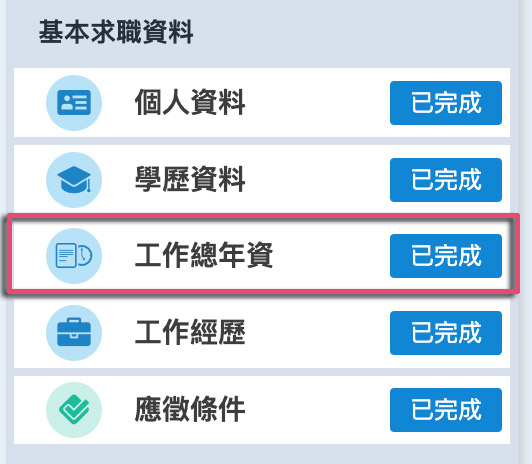 基本求職資料
個人資料 已完成
學歷資料 已完成
工作總年資 已完成
工作經歷 已完成
應徵條件 已完成